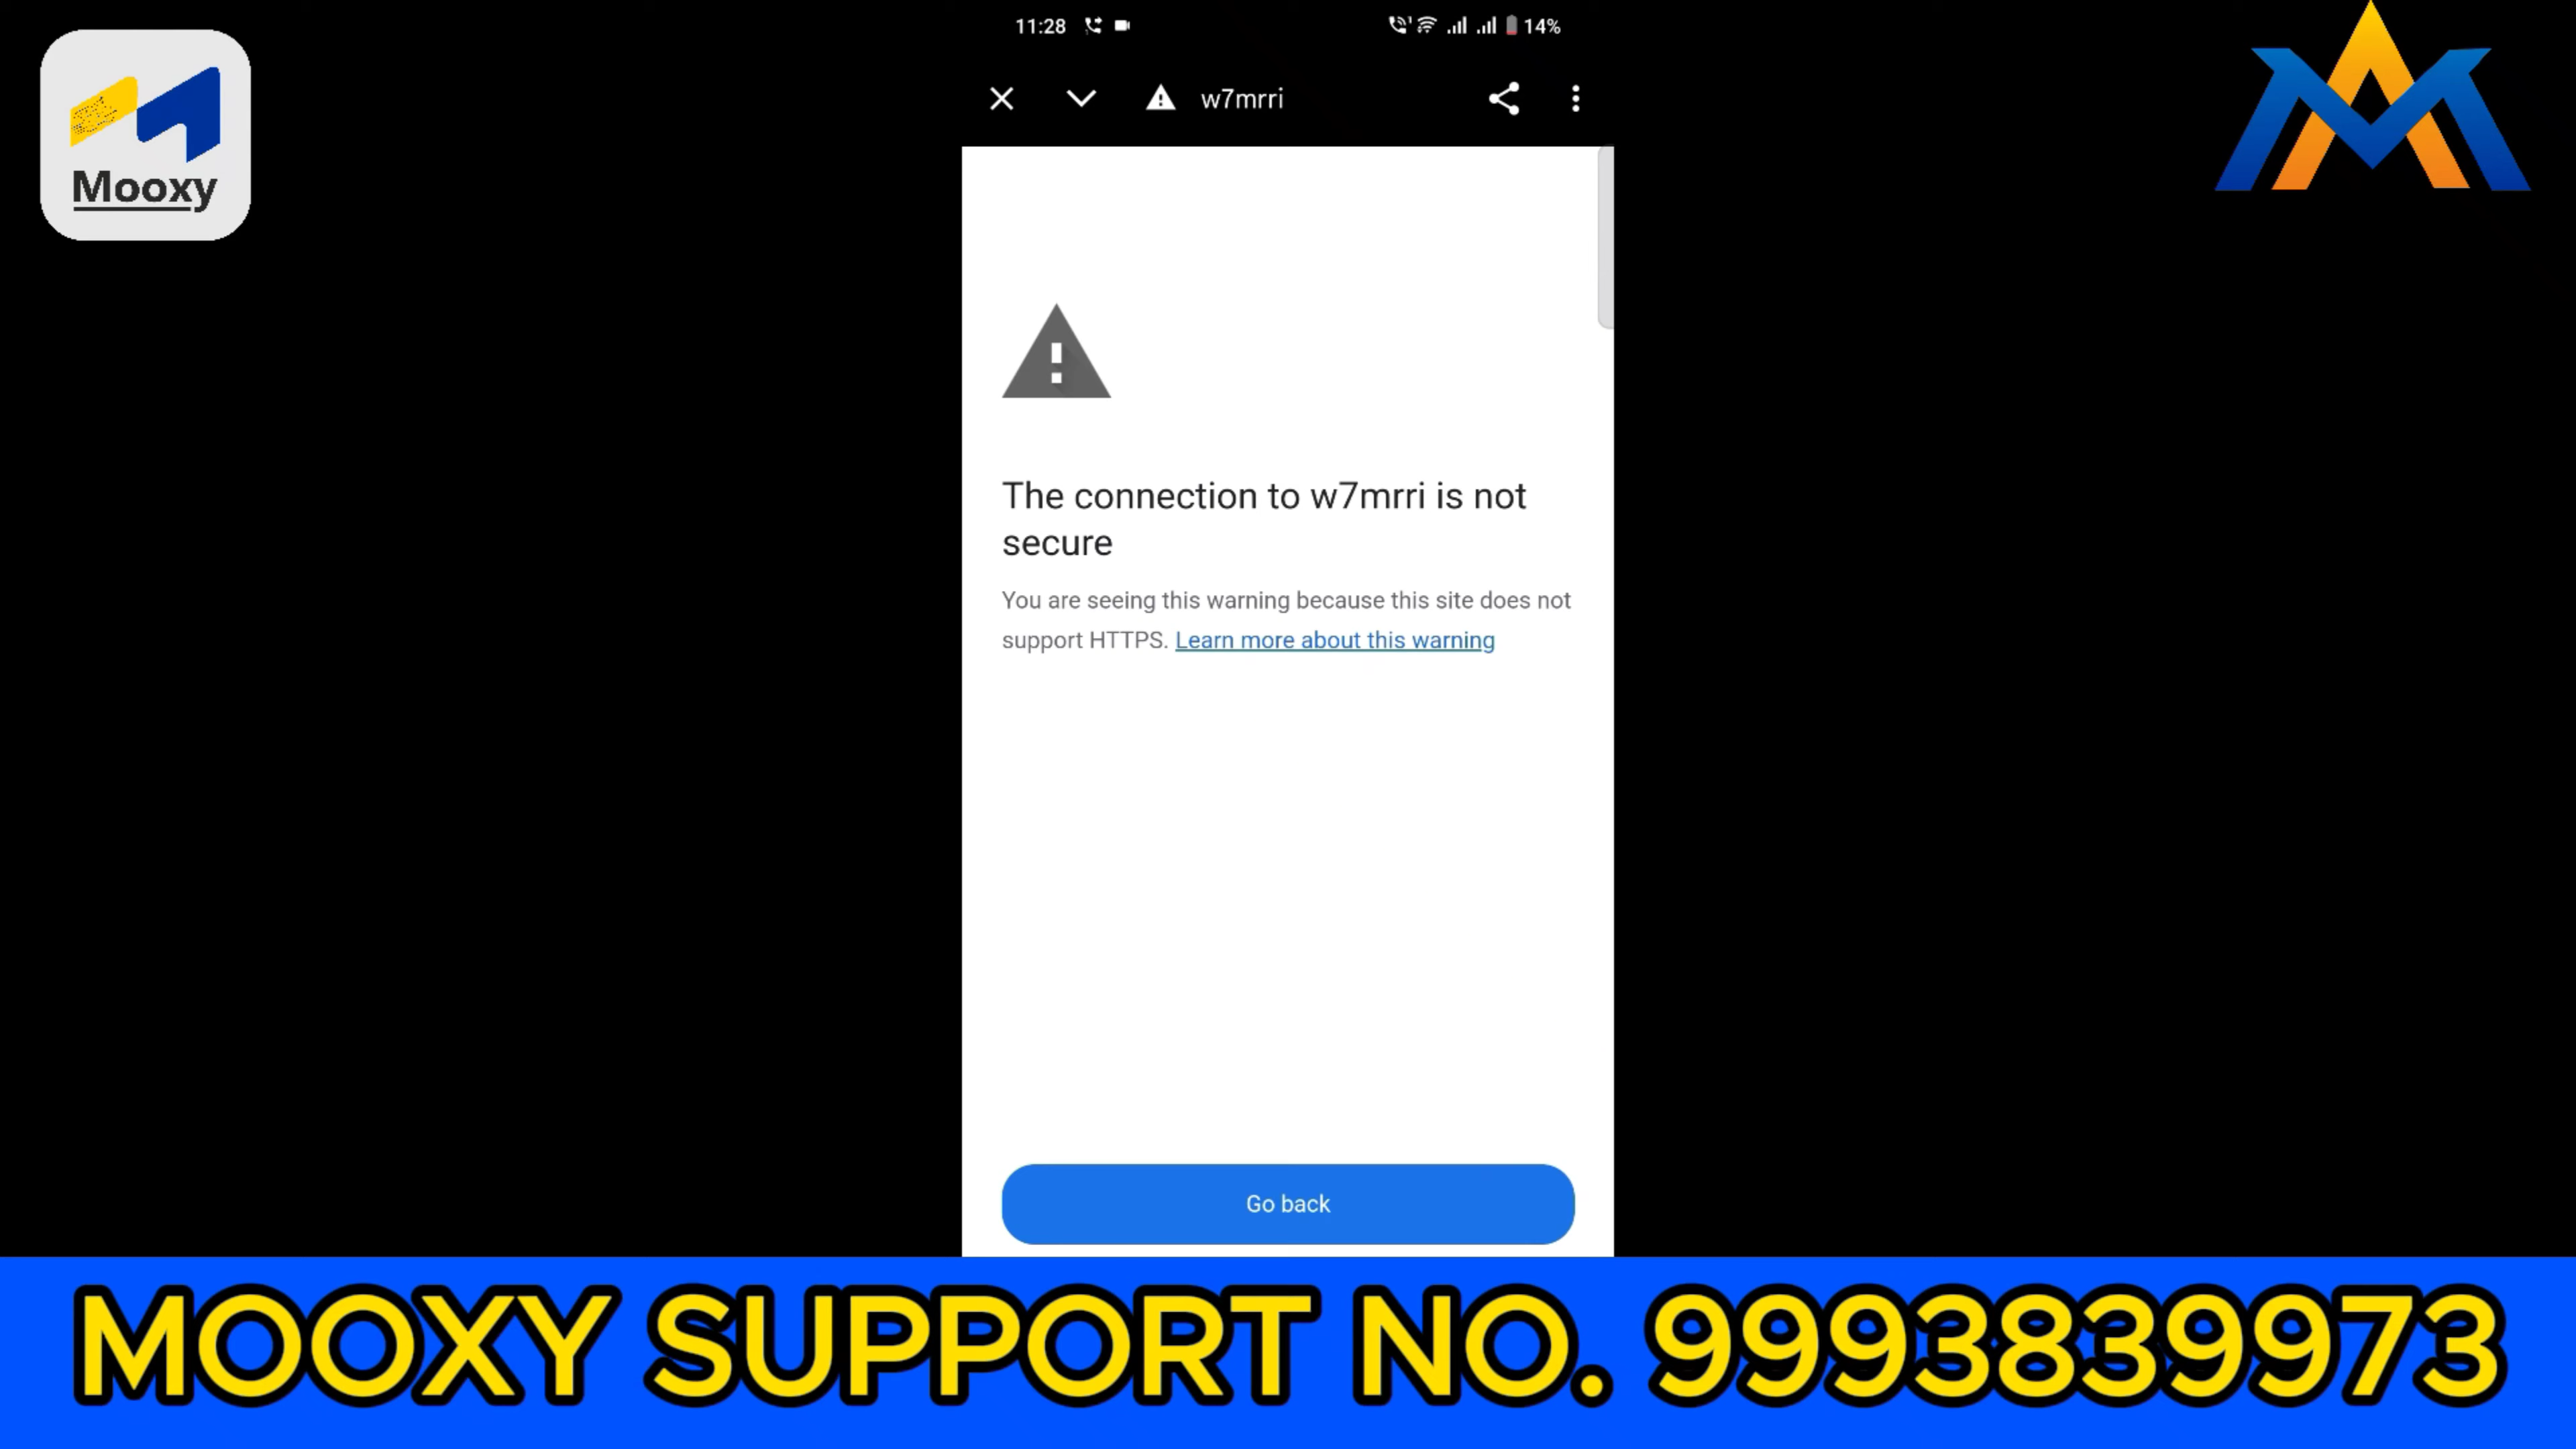 11:28
14%
Mooxy
w7mrri
The connection to w7mrri is not
secure
You are seeing this warning because this site does not
support HTTPS. Learn more about this warning
Go back
MOOXY SUPPORT NO. 9993839973